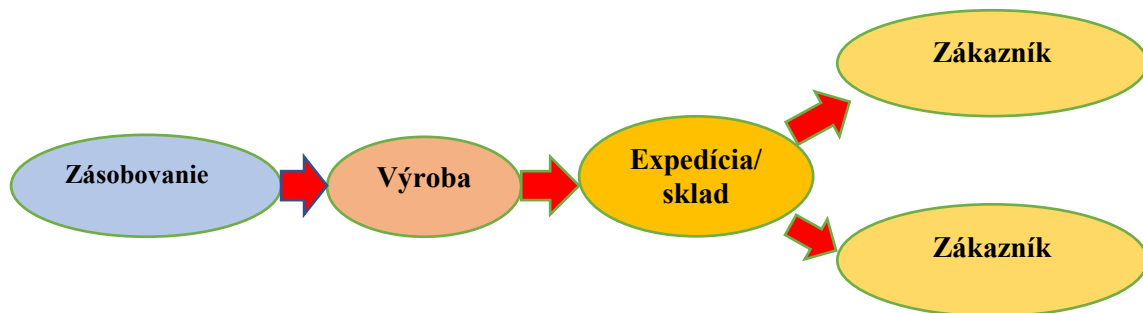 Zásobovanie
Výroba
Expedícia/
sklad
Zákazník
Zákazník